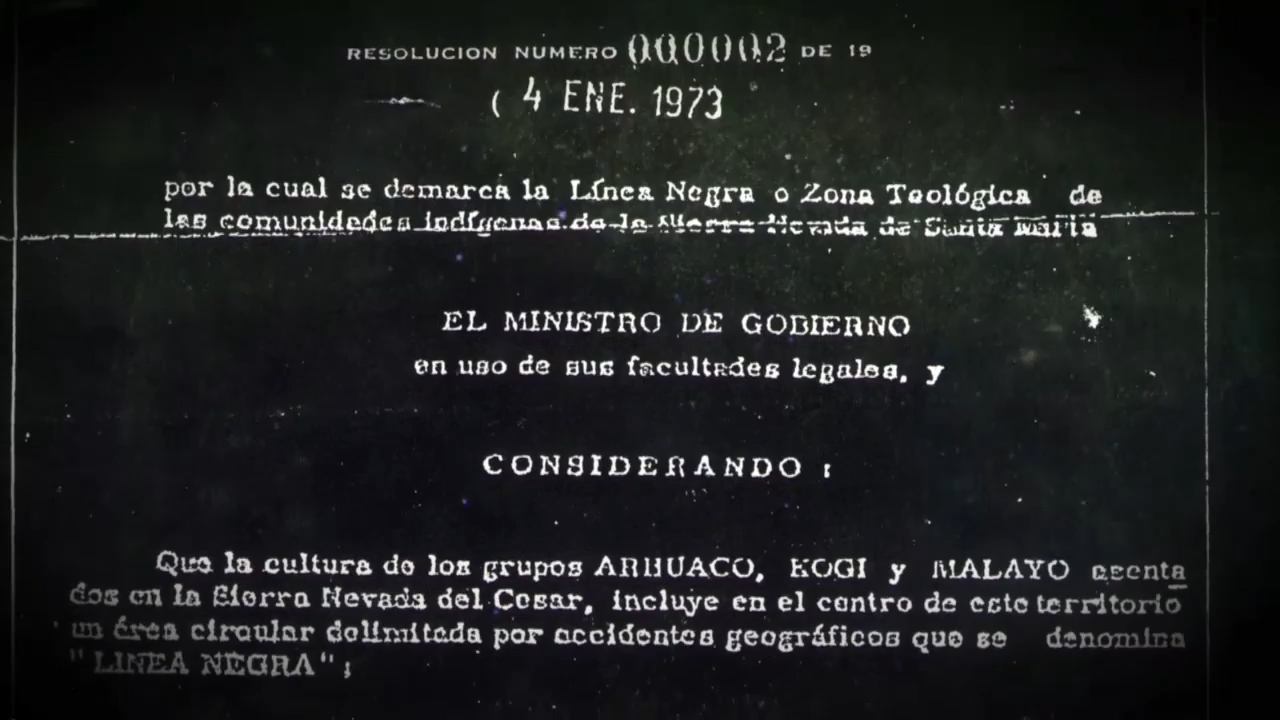 RESOLUCION NUMERO 000002 DE 19
( 4 ENE. 1973
por la cual se demarca la Línea Negra o Zona Teológica de
las comunidades indígenas de la Sierra Nevada de Santa Marta
EL MINISTRO DE GOBIERNO
en uso de sus facultades legales, y
CONSIDERANDO :
Que la cultura de los grupos ARHUACO, KOGI y MALAYO asenta
dos en la Sierra Nevada del Cesar, incluye en el centro de este territorio
un área circular delimitada por accidentes geográficos que se denomina
"LINEA NEGRA";